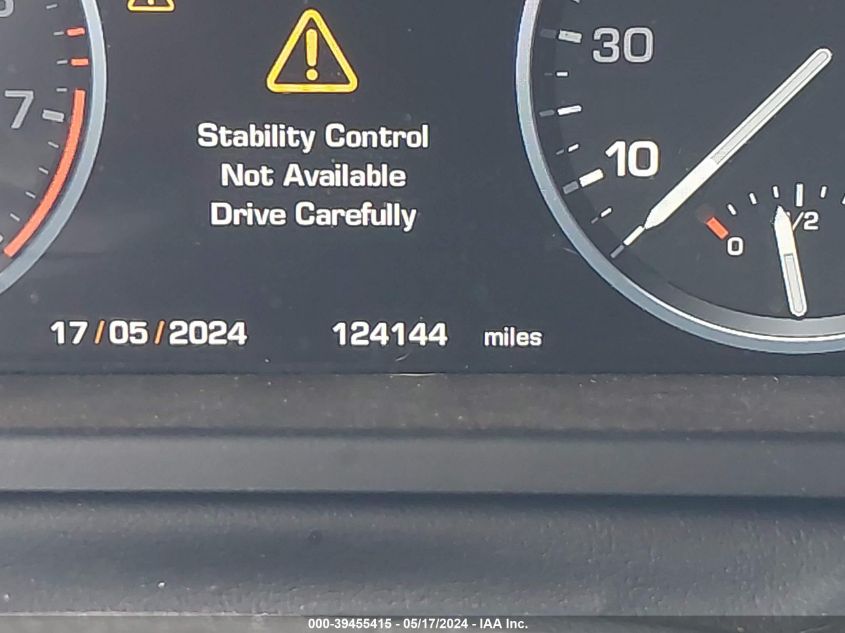 30
7
10
Stability Control
Not Available
Drive Carefully
0
1/2
17/05/2024 124144 miles
000-39455415 - 05/17/2024 - IAA Inc.